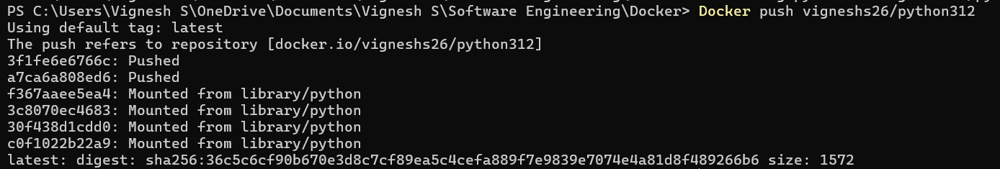 PS C:\Users\Vignesh S\OneDrive\Documents\Vignesh S\Software Engineering\Docker> Docker push vigneshs26/python312
Using default tag: latest
The push refers to repository [docker.io/vigneshs26/python312]
3f1fe6e6766c: Pushed
a7ca6a808ed6: Pushed
f367aaee5ea4: Mounted from library/python
3c8070ec4683: Mounted from library/python
30f438d1cdd0: Mounted from library/python
c0f1022b22a9: Mounted from library/python
latest: digest: sha256:36c5c6cf90b670e3d8c7cf89ea5c4cefa889f7e9839e7074e4a81d8f489266b6 size: 1572